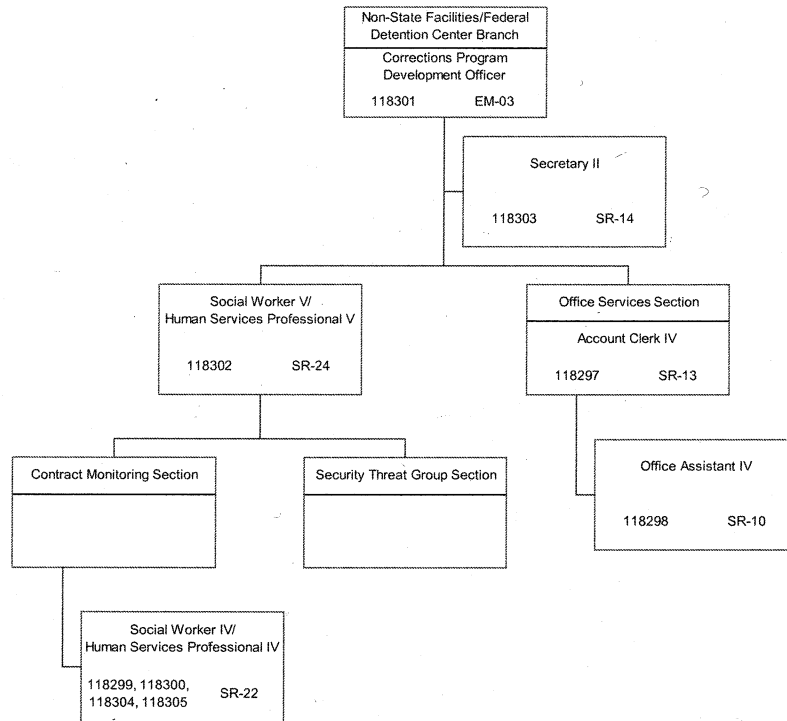 Non-State Facilities/Federal
Detention Center Branch
Corrections Program
Development Officer
118301 EM-03
Secretary II
118303 SR-14
Social Worker V/
Human Services Professional V
118302 SR-24
Office Services Section
Account Clerk IV
118297 SR-13
Contract Monitoring Section
Security Threat Group Section
Office Assistant IV
118298 SR-10
Social Worker IV/
Human Services Professional IV
118299, 118300,
118304, 118305
SR-22